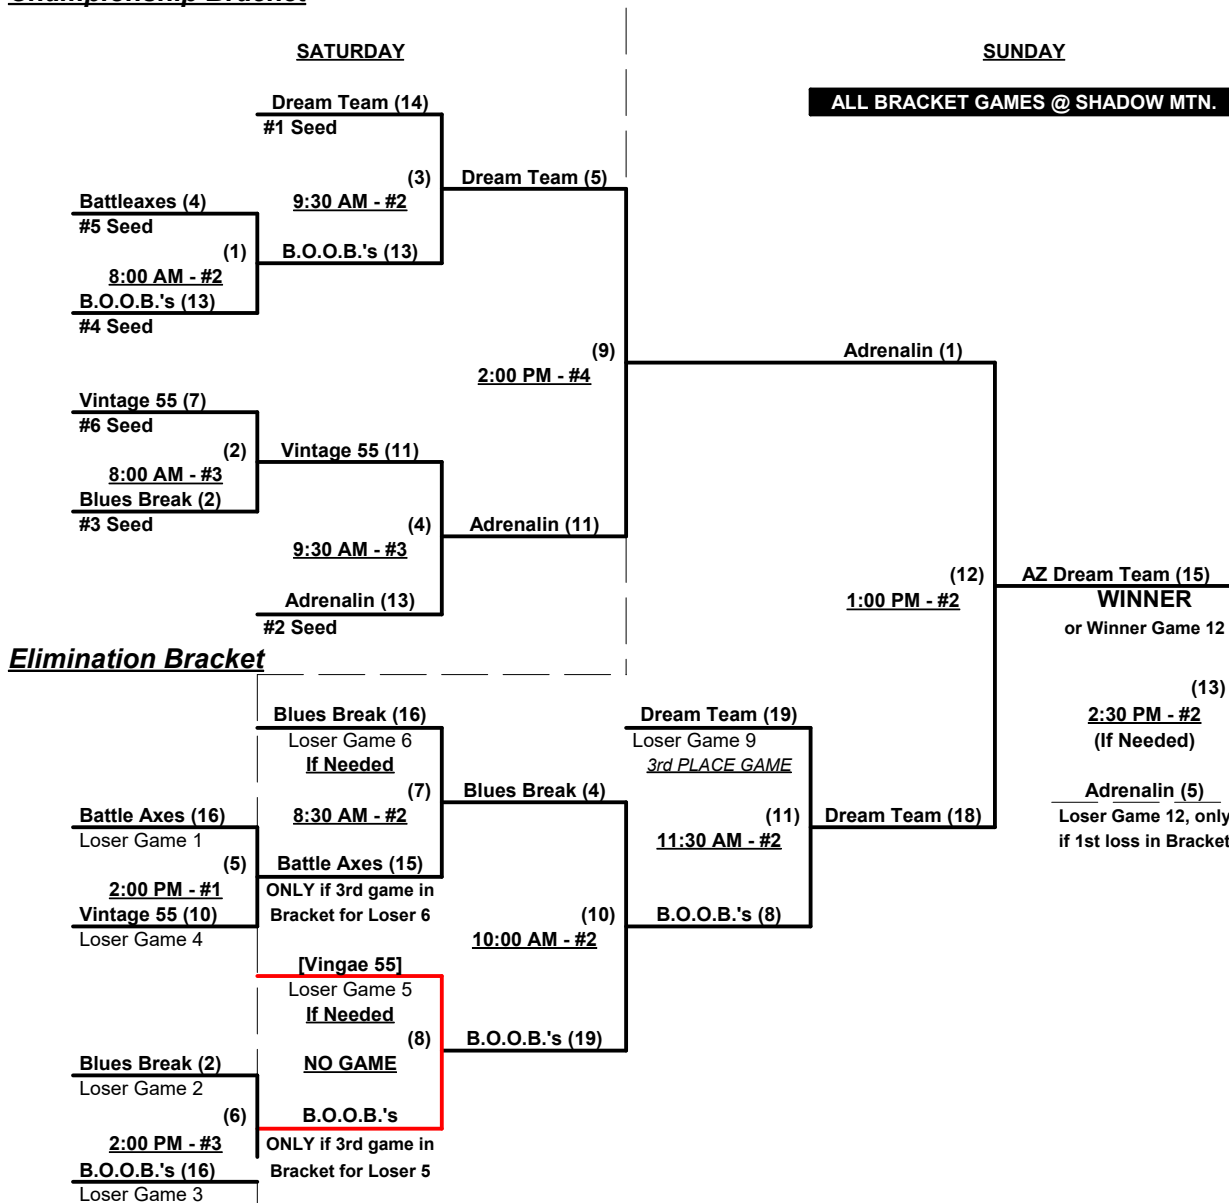 Championship Bracket
SATURDAY
SUNDAY
ALL BRACKET GAMES @ SHADOW MTN.
Dream Team (14)
#1 Seed
(3)
9:30 AM - #2
Dream Team (5)
Battleaxes (4)
#5 Seed
(1)
8:00 AM - #2
B.O.O.B.'s (13)
B.O.O.B.'s (13)
#4 Seed
(9)
2:00 PM - #4
Adrenalin (1)
Vintage 55 (7)
#6 Seed
(2)
8:00 AM - #3
Vintage 55 (11)
Blues Break (2)
#3 Seed
(4)
9:30 AM - #3
Adrenalin (11)
Adrenalin (13)
#2 Seed
(12)
1:00 PM - #2
AZ Dream Team (15)
WINNER
or Winner Game 12
Elimination Bracket
(13)
2:30 PM - #2
(If Needed)
Adrenalin (5)
Loser Game 12, only
if 1st loss in Bracket
Blues Break (16)
Loser Game 6
If Needed
(7)
8:30 AM - #2
Blues Break (4)
Dream Team (19)
Loser Game 9
3rd PLACE GAME
(11)
11:30 AM - #2
Dream Team (18)
Battle Axes (16)
Loser Game 1
(5)
2:00 PM - #1
Battle Axes (15)
ONLY if 3rd game in
Bracket for Loser 6
Vintage 55 (10)
Loser Game 4
(10)
10:00 AM - #2
B.O.O.B.'s (8)
[Vingae 55]
Loser Game 5
If Needed
(8)
NO GAME
B.O.O.B.'s (19)
Blues Break (2)
Loser Game 2
(6)
2:00 PM - #3
B.O.O.B.'s
ONLY if 3rd game in
Bracket for Loser 5
B.O.O.B.'s (16)
Loser Game 3